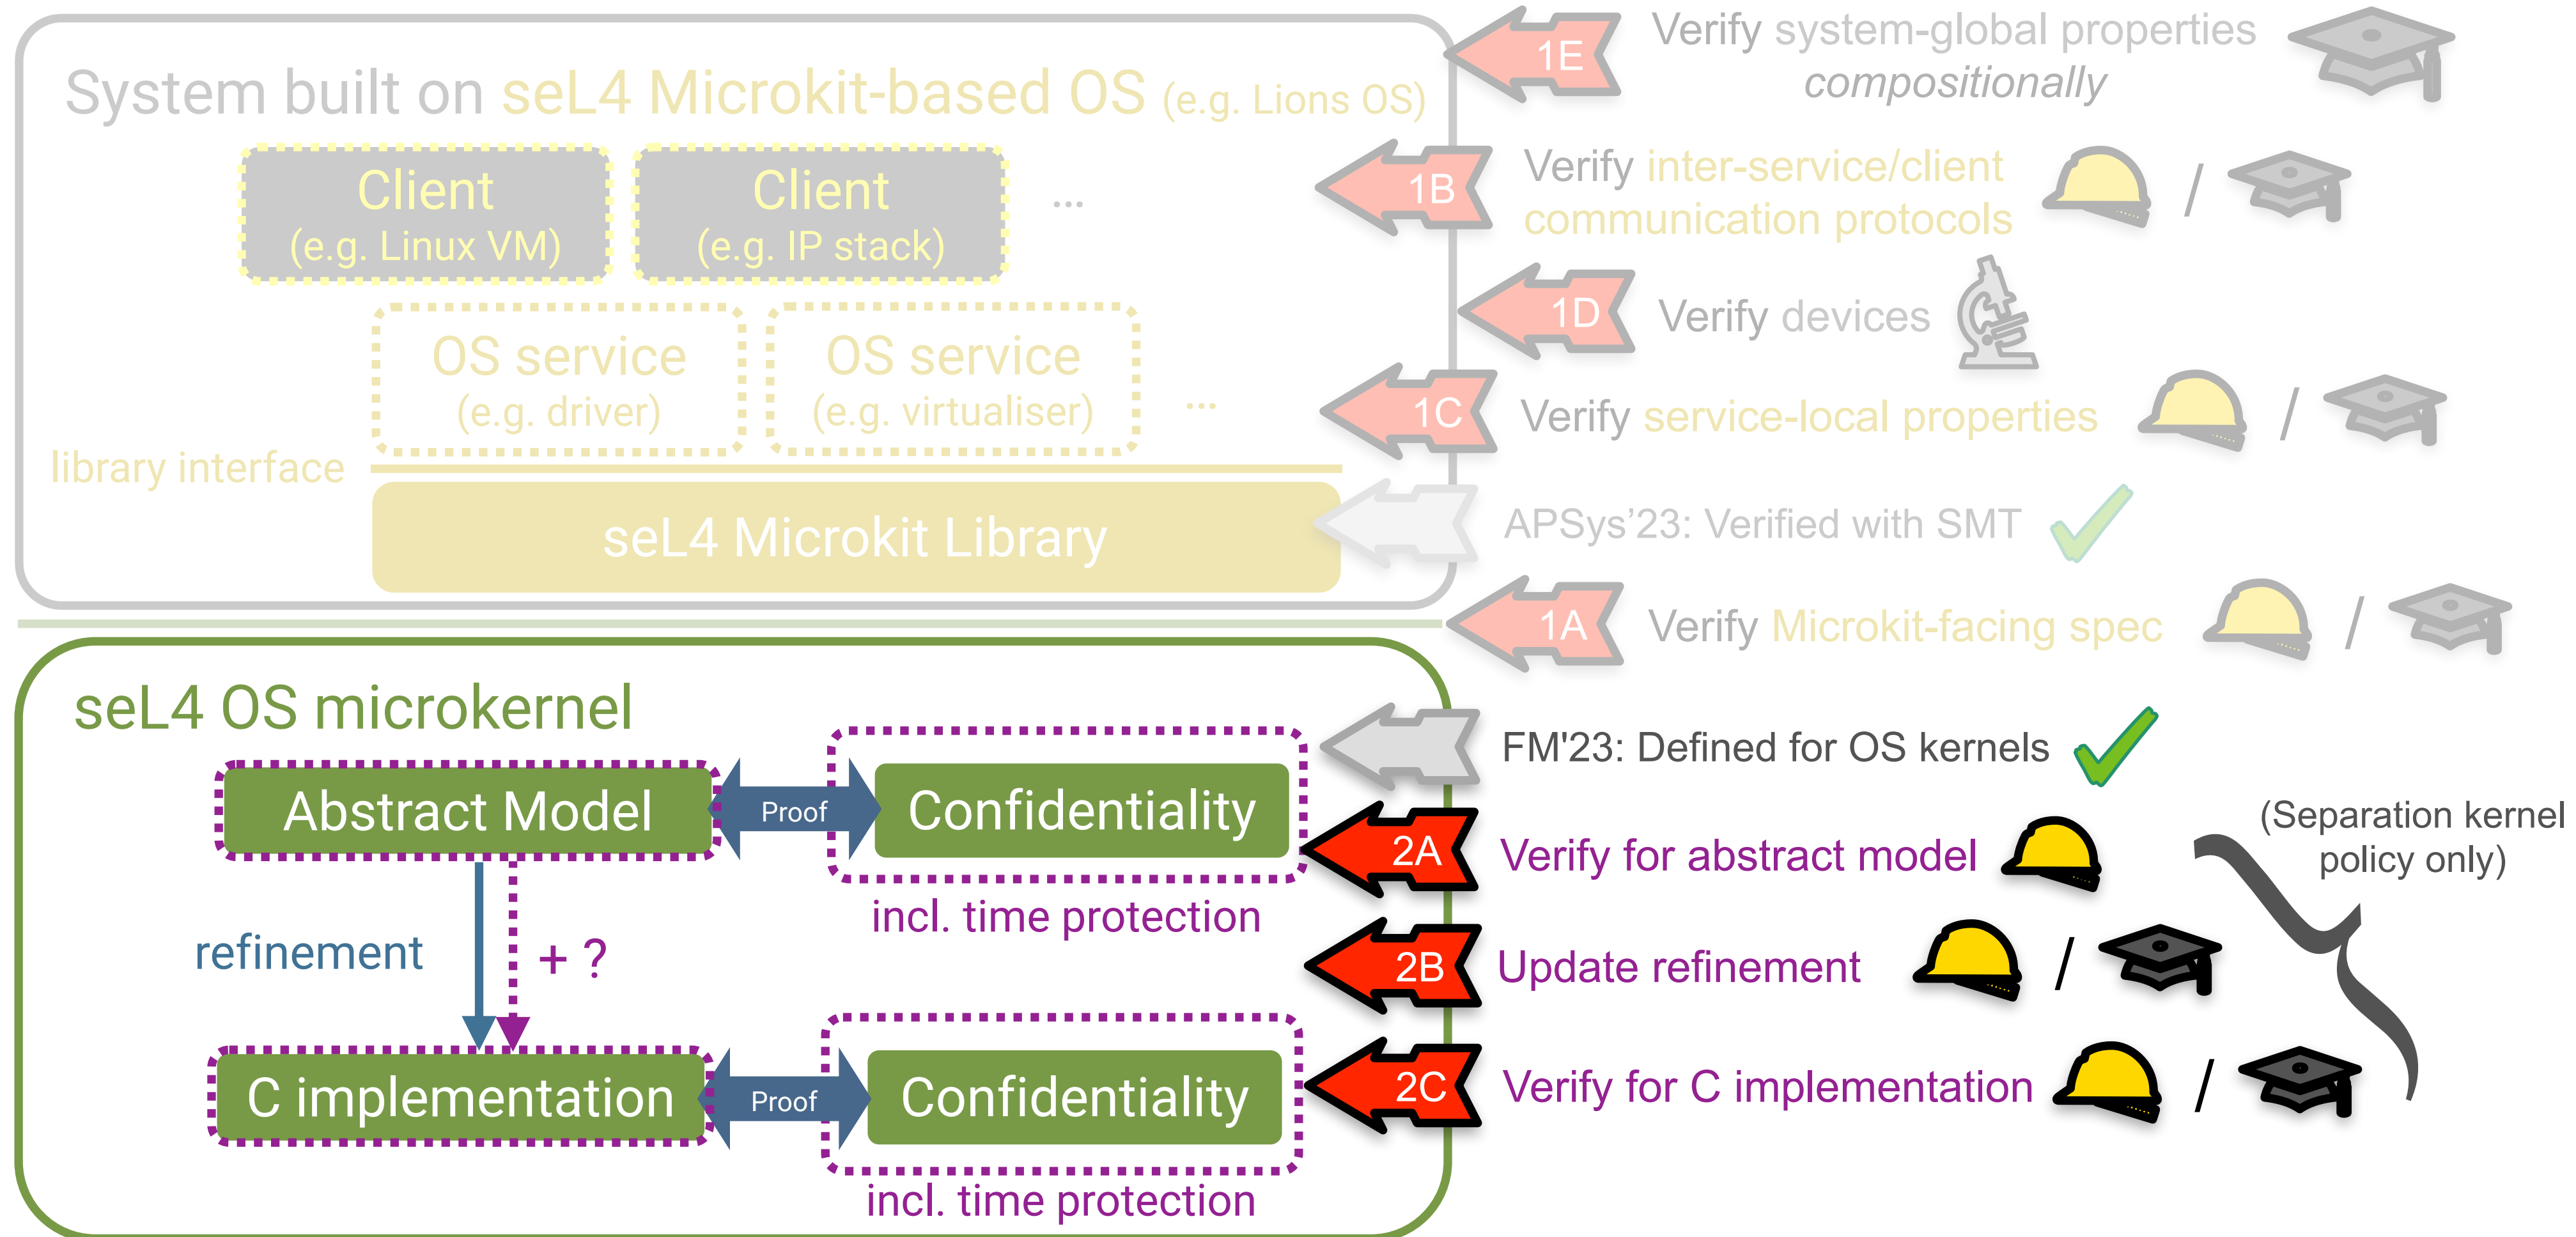 System built on seL4 Microkit-based OS (e.g. Lions OS)
Client
(e.g. Linux VM)
Client
(e.g. IP stack)
...
OS service
(e.g. driver)
OS service
(e.g. virtualiser)
...
library interface
seL4 Microkit Library
1E
Verify system-global properties
compositionally
1B
Verify inter-service/client
communication protocols
/
1D
Verify devices
1C
Verify service-local properties
/
APSys'23: Verified with SMT
1A
Verify Microkit-facing spec
/
seL4 OS microkernel
Abstract Model
Proof
Confidentiality
incl. time protection
refinement
+ ?
C implementation
Proof
Confidentiality
incl. time protection
FM'23: Defined for OS kernels
2A
Verify for abstract model
(Separation kernel
policy only)
2B
Update refinement
/
2C
Verify for C implementation
/